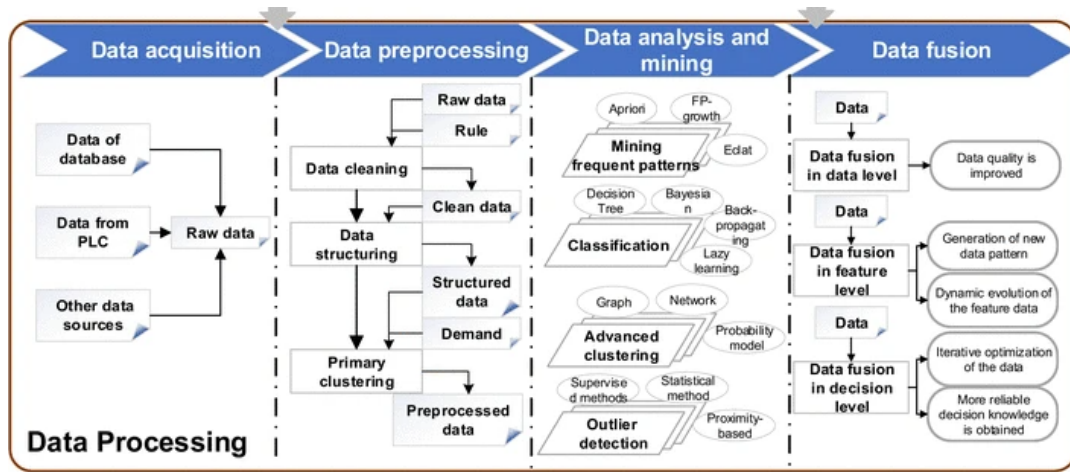 Data acquisition
Data preprocessing
Data analysis and
mining
Data fusion
Data of
database
Data from
PLC
Other data
sources
Raw data
Raw data
Rule
Data cleaning
Clean data
Data
structuring
Structured
data
Demand
Primary
clustering
Preprocessed
data
Apriori
FP-
growth
Mining
frequent patterns
Eclat
Decision
Tree
Bayesia
n
Back-
propaga
ting
Classification
Lazy
learning
Graph
Network
Advanced
clustering
Probability
model
Supervise
d methods
Statistical
method
Outlier
detection
Proximity-
based
Data
Data fusion
in data level
Data quality is
improved
Data
Data fusion
in feature
level
Generation of new
data pattern
Dynamic evolution of
the feature data
Data
Data fusion
in decision
level
Iterative optimization
of the data
More reliable
decision knowledge
is obtained
Data Processing